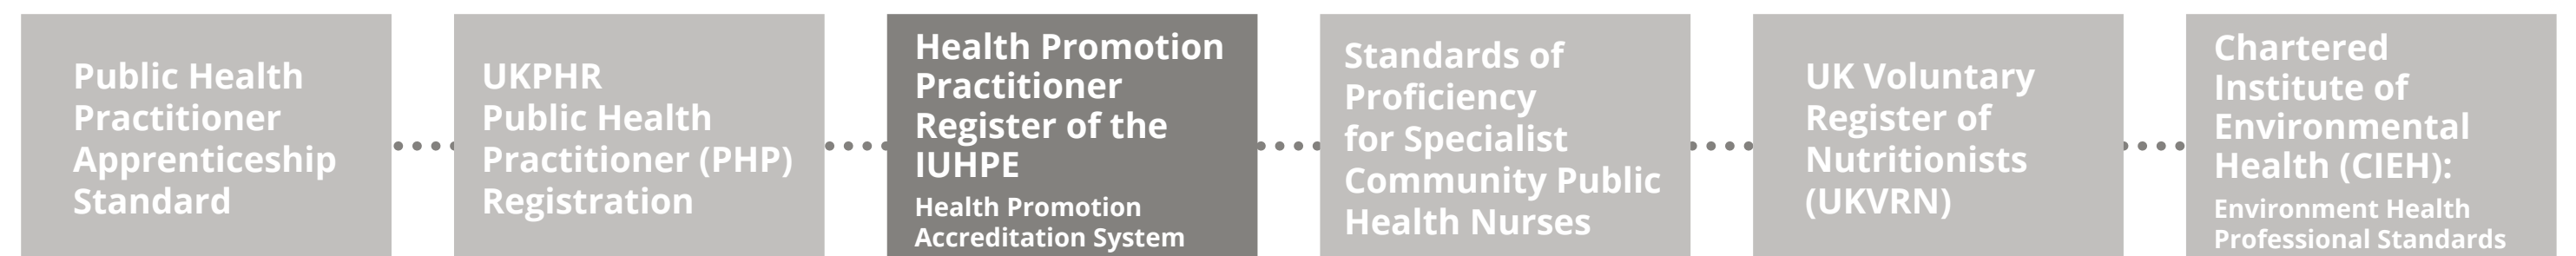 Public Health
Practitioner
Apprenticeship
Standard
UKPHR
Public Health
Practitioner (PHP)
Registration
Health Promotion
Practitioner
Register of the
IUHPE
Health Promotion
Accreditation System
Standards of
Proficiency
for Specialist
Community Public
Health Nurses
UK Voluntary
Register of
Nutritionists
(UKVRN)
Chartered
Institute of
Environmental
Health (CIEH):
Environment Health
Professional Standards